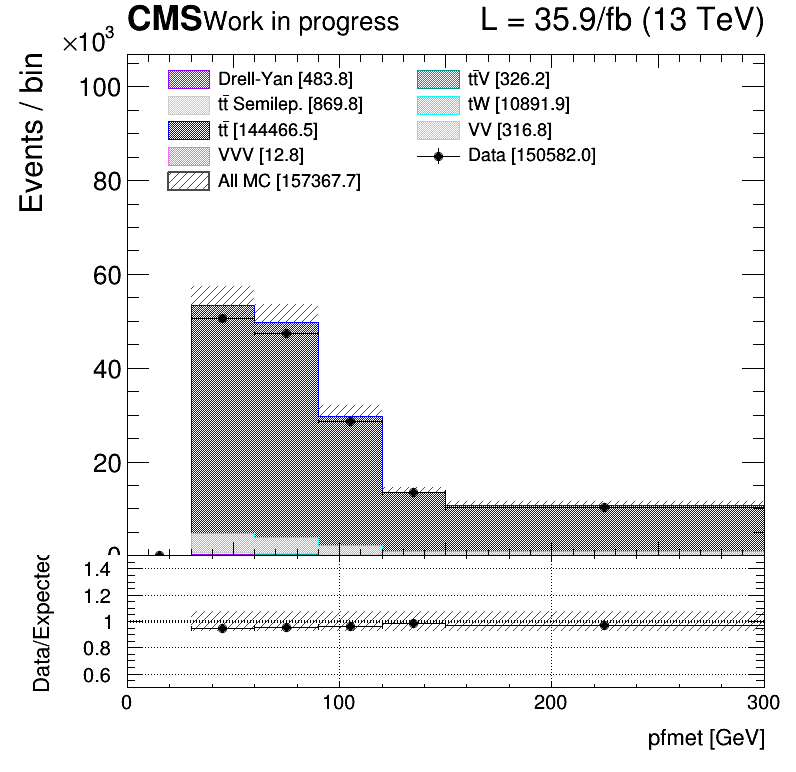 CMS Work in progress L = 35.9/fb (13 TeV)
×10³
Events / bin
100
80
60
40
20
0
Drell-Yan [483.8]
tt̄ Semilep. [869.8]
tt̄ [144466.5]
VVV [12.8]
All MC [157367.7]
tt̄V [326.2]
tW [10891.9]
VV [316.8]
Data [150582.0]
Data/Expected
1.4
1.2
1
0.8
0.6
0 100 200 300
pfmet [GeV]